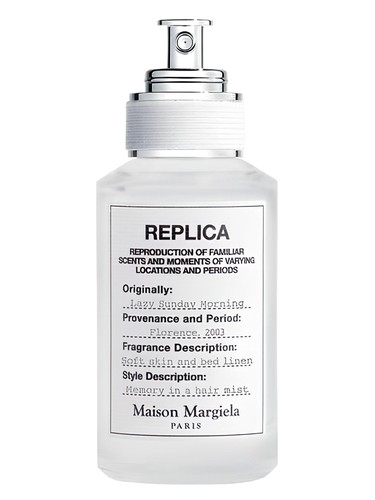 REPLICA
REPRODUCTION OF FAMILIAR
SCENTS AND MOMENTS OF VARYING
LOCATIONS AND PERIODS
Originally:
Lazy Sunday Morning
Provenance and Period:
Florence, 2003
Fragrance Description:
Soft skin and bed linen
Style Description:
Memory in a hair mist
Maison Margiela
PARIS